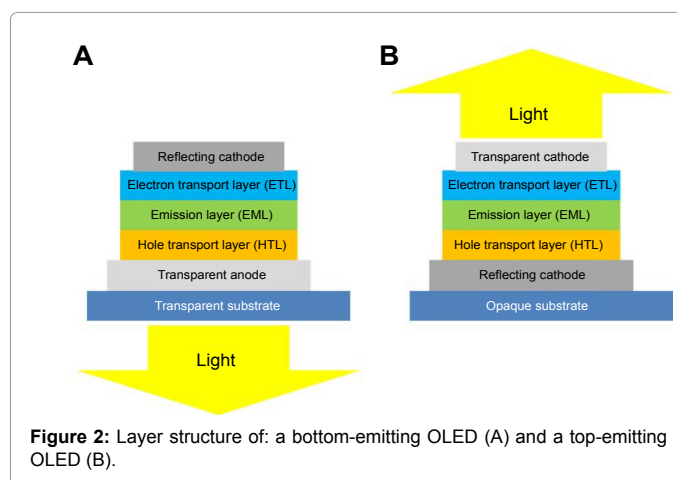 A
Reflecting cathode
Electron transport layer (ETL)
Emission layer (EML)
Hole transport layer (HTL)
Transparent anode
Transparent substrate
Light
B
Light
Transparent cathode
Electron transport layer (ETL)
Emission layer (EML)
Hole transport layer (HTL)
Reflecting cathode
Opaque substrate
Figure 2: Layer structure of: a bottom-emitting OLED (A) and a top-emitting
OLED (B).